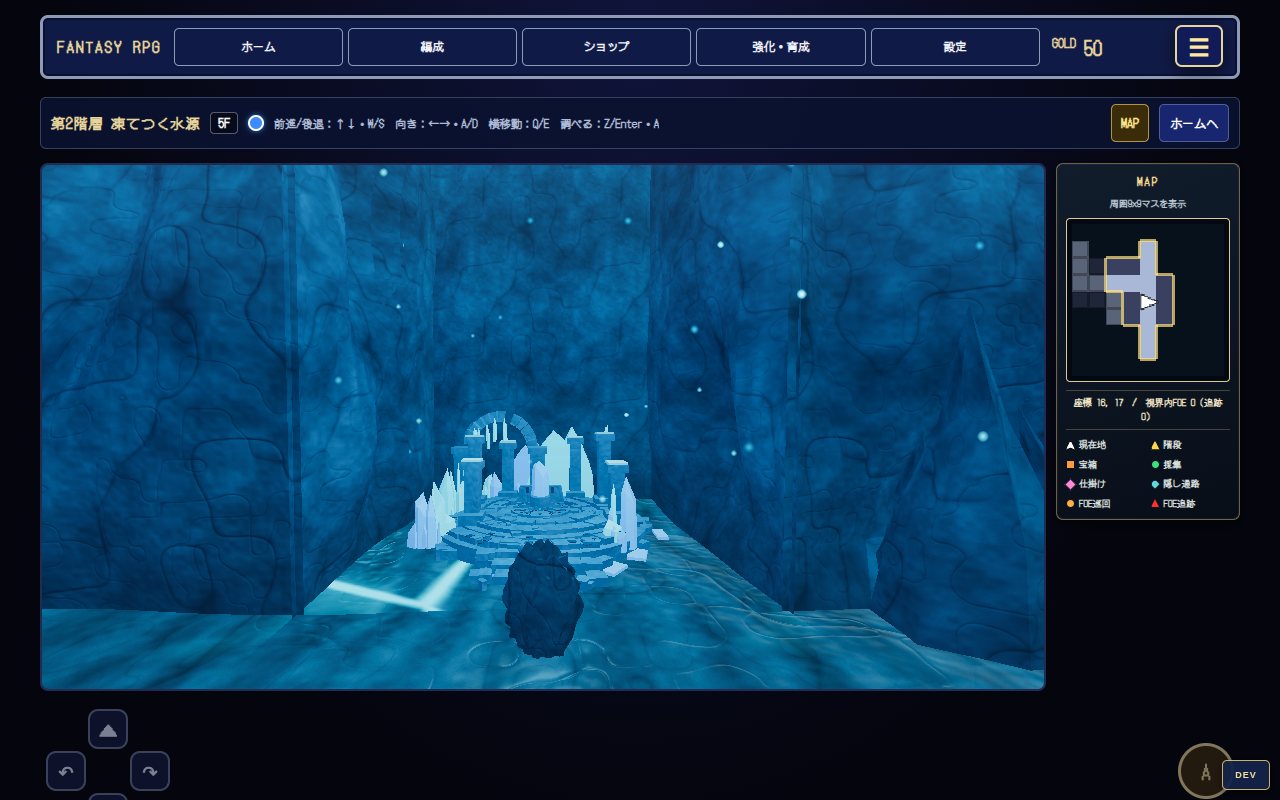 FANTASY RPG
ホーム
編成
ショップ
強化・育成
設定
GOLD 50
第2階層 凍てつく水源
5F
前進/後退：↑↓・W/S 向き：←→・A/D 横移動：Q/E 調べる：Z/Enter・A
MAP
ホームへ
MAP
周囲9x9マスを表示
座標 16, 17 / 視界内FOE 0（追跡
0）
現在地
階段
宝箱
採集
仕掛け
隠し通路
FOE巡回
FOE追跡
A
DEV